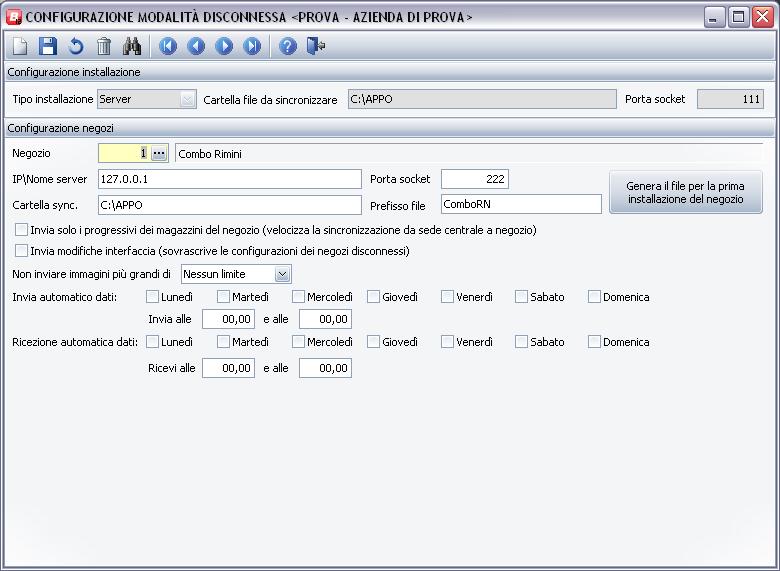 CONFIGURAZIONE MODALITÀ DISCONNESSA <PROVA - AZIENDA DI PROVA>
Configurazione installazione
Tipo installazione Server Cartella file da sincronizzare C:\APPO Porta socket 111
Configurazione negozi
Negozio 1 ... Combo Rimini
IP\Nome server 127.0.0.1 Porta socket 222
Genera il file per la prima
installazione del negozio
Cartella sync. C:\APPO Prefisso file ComboRN
Invia solo i progressivi dei magazzini del negozio (velocizza la sincronizzazione da sede centrale a negozio)
Invia modifiche interfaccia (sovrascrive le configurazioni dei negozi disconnessi)
Non inviare immagini più grandi di Nessun limite
Invia automatico dati: Lunedì Martedì Mercoledì Giovedì Venerdì Sabato Domenica
Invia alle 00,00 e alle 00,00
Ricezione automatica dati: Lunedì Martedì Mercoledì Giovedì Venerdì Sabato Domenica
Ricevi alle 00,00 e alle 00,00